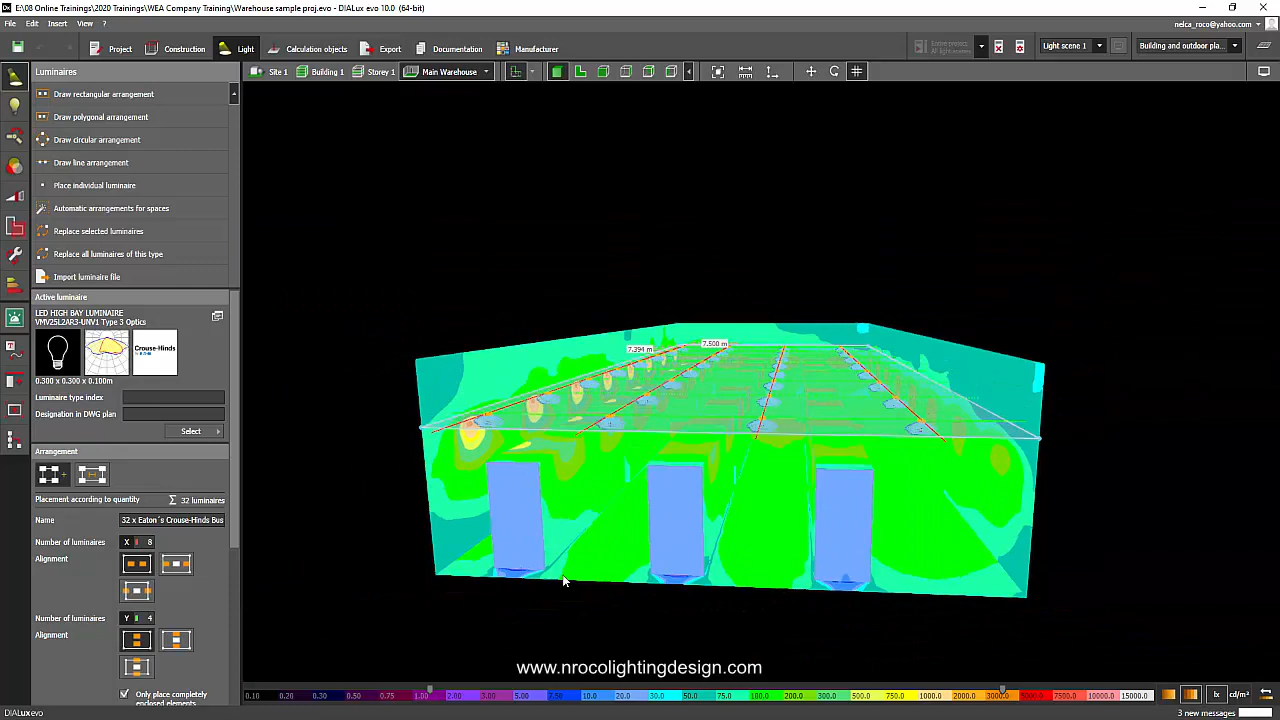 E:\08 Online Trainings\2020 Trainings\WEA Company Training\Warehouse sample proj.evo - DIALux evo 10.0 (64-bit)
File Edit Insert View ?
nelca_roco@yahoo.com
Project Construction Light Calculation objects Export Documentation Manufacturer
Light scene 1 Building and outdoor pla...
Luminaires
Site 1 Building 1 Storey 1 Main Warehouse
Draw rectangular arrangement
Draw polygonal arrangement
Draw circular arrangement
Draw line arrangement
Place individual luminaire
Automatic arrangements for spaces
Replace selected luminaires
Replace all luminaires of this type
Import luminaire file
Active luminaire
LED HIGH BAY LUMINAIRE
VMV25L2AR3-UNV1 Type 3 Optics
Crouse-Hinds
0.300 x 0.300 x 0.100m
Luminaire type index
Designation in DWG plan
Select
Arrangement
Placement according to quantity Σ 32 luminaires
Name 32 x Eaton´s Crouse-Hinds Bus
Number of luminaires X 8
Alignment
Number of luminaires Y 4
Alignment
Only place completely
enclosed elements
7.394 m 7.500 m
www.nrocolightingdesign.com
0.10 0.20 0.30 0.50 0.75 1.00 2.00 3.00 5.00 7.50 10.0 20.0 30.0 50.0 75.0 100.0 200.0 300.0 500.0 750.0 1000.0 2000.0 3000.0 5000.0 7500.0 10000.0 15000.0 lx cd/m²
DIALuxevo
3 new messages